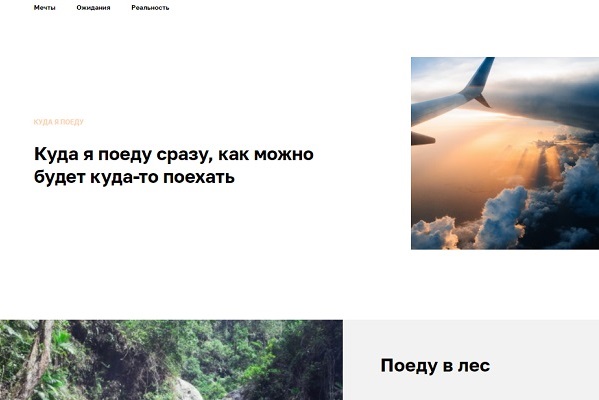 Мечты Ожидания Реальность
КУДА Я ПОЕДУ
Куда я поеду сразу, как можно
будет куда-то поехать
Поеду в лес